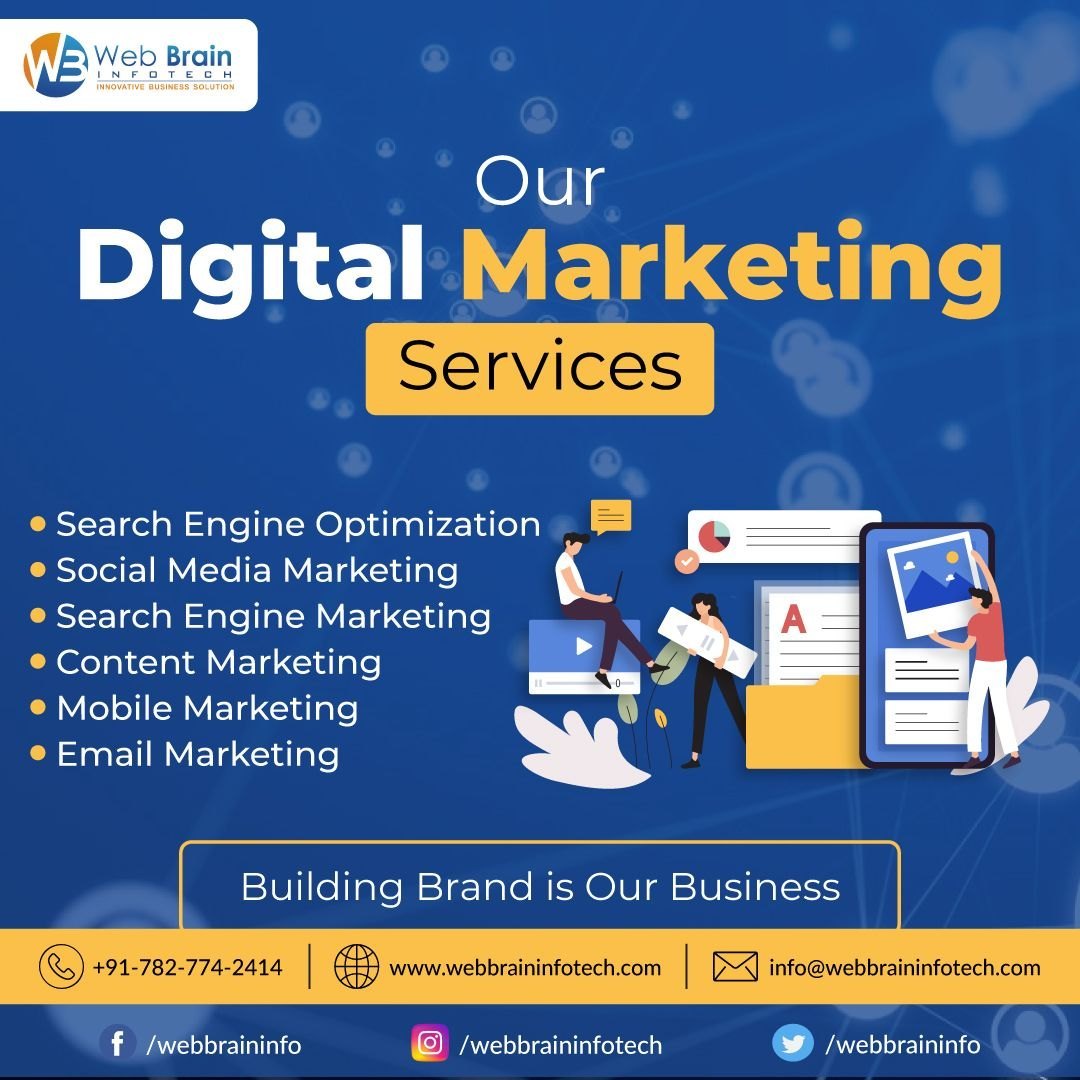 WB Web Brain
INFOTECH
INNOVATIVE BUSINESS SOLUTION
Our
Digital Marketing
Services
• Search Engine Optimization
• Social Media Marketing
• Search Engine Marketing
• Content Marketing
• Mobile Marketing
• Email Marketing
A
Building Brand is Our Business
+91-782-774-2414
www.webbraininfotech.com
info@webbraininfotech.com
/webbraininfo
/webbraininfotech
/webbraininfo